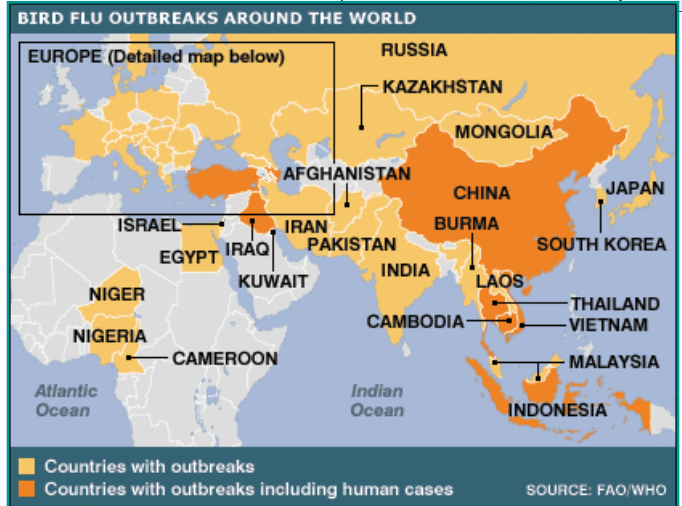 BIRD FLU OUTBREAKS AROUND THE WORLD
EUROPE (Detailed map below)
RUSSIA
KAZAKHSTAN
MONGOLIA
AFGHANISTAN
CHINA
JAPAN
ISRAEL
IRAN
BURMA
EGYPT
IRAQ
PAKISTAN
SOUTH KOREA
KUWAIT
INDIA
LAOS
NIGER
THAILAND
NIGERIA
CAMBODIA
VIETNAM
CAMEROON
MALAYSIA
Atlantic
Ocean
Indian
Ocean
INDONESIA
Countries with outbreaks
Countries with outbreaks including human cases
SOURCE: FAO/WHO